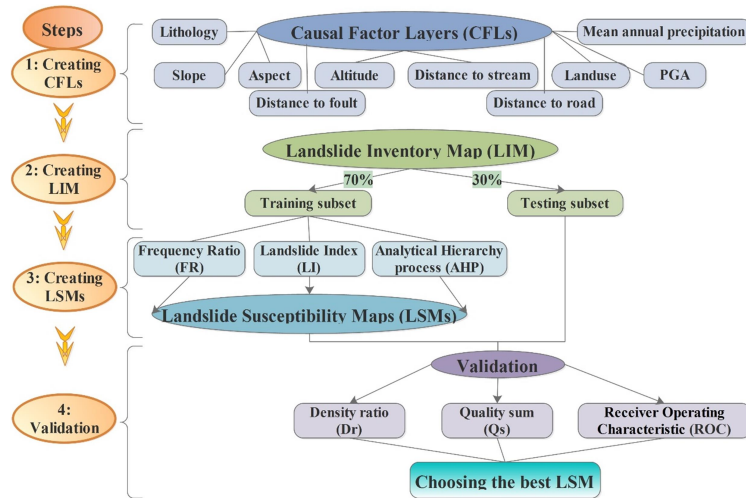 Steps
1: Creating
CFLs
2: Creating
LIM
3: Creating
LSMs
4:
Validation
Causal Factor Layers (CFLs)
Lithology
Mean annual precipitation
Slope
Aspect
Altitude
Distance to stream
Landuse
PGA
Distance to foult
Distance to road
Landslide Inventory Map (LIM)
70%
30%
Training subset
Testing subset
Frequency Ratio
(FR)
Landslide Index
(LI)
Analytical Hierarchy
process (AHP)
Landslide Susceptibility Maps (LSMs)
Validation
Density ratio
(Dr)
Quality sum
(Qs)
Receiver Operating
Characteristic (ROC)
Choosing the best LSM